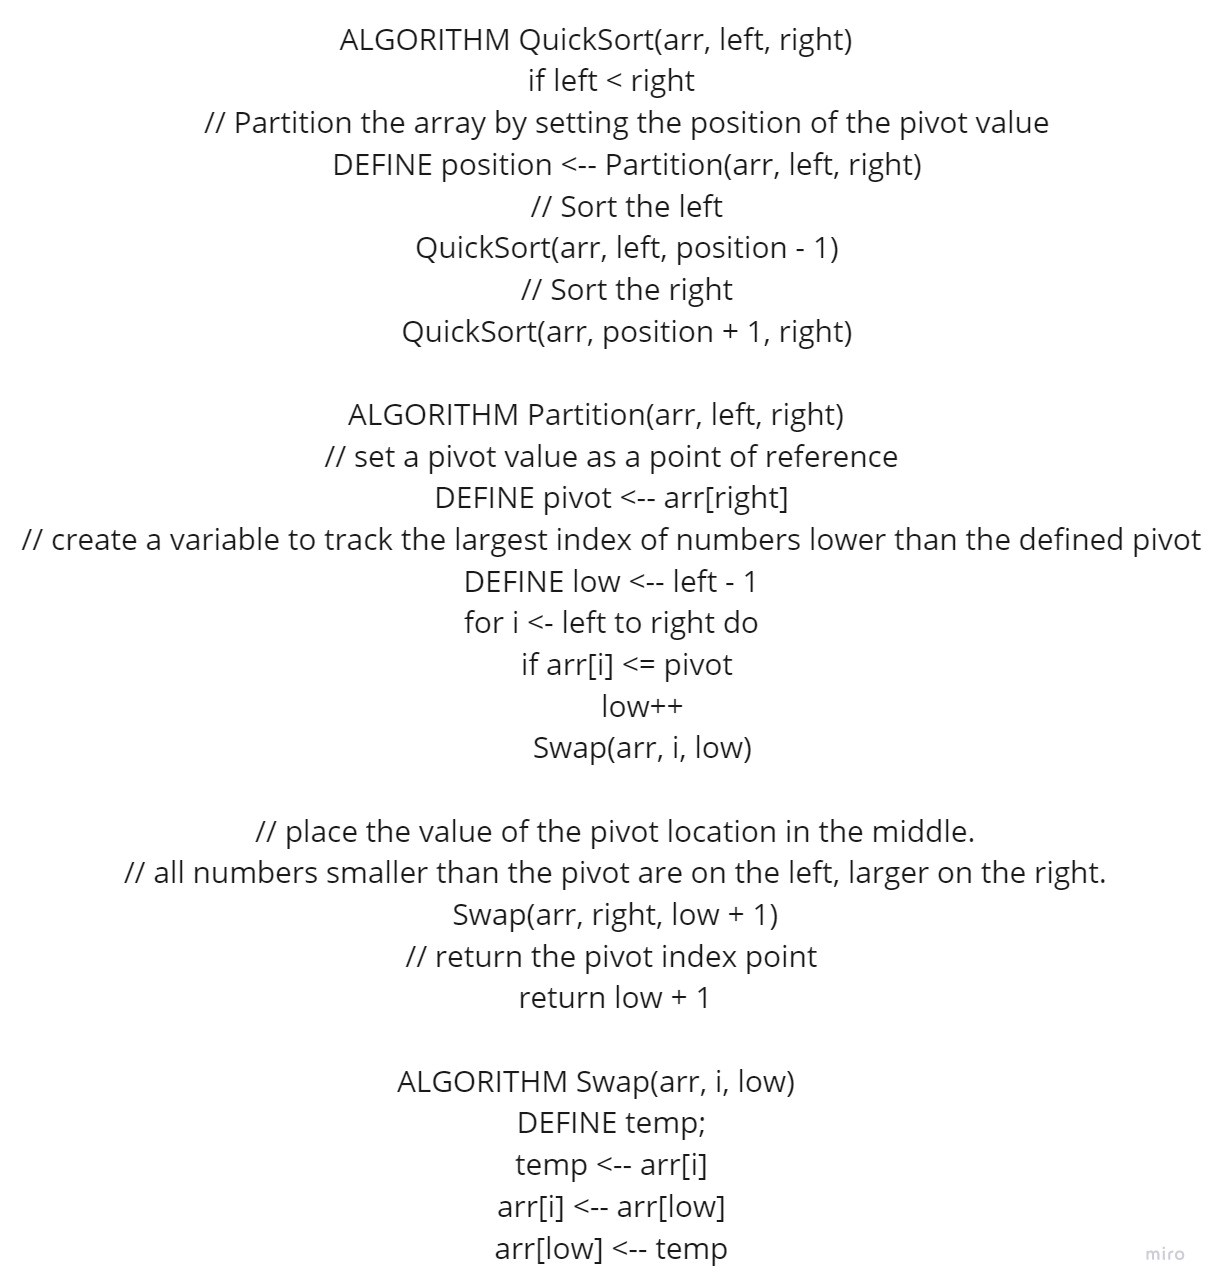 ALGORITHM QuickSort(arr, left, right)
if left < right
// Partition the array by setting the position of the pivot value
DEFINE position <-- Partition(arr, left, right)
// Sort the left
QuickSort(arr, left, position - 1)
// Sort the right
QuickSort(arr, position + 1, right)

ALGORITHM Partition(arr, left, right)
// set a pivot value as a point of reference
DEFINE pivot <-- arr[right]
// create a variable to track the largest index of numbers lower than the defined pivot
DEFINE low <-- left - 1
for i <- left to right do
if arr[i] <= pivot
low++
Swap(arr, i, low)

// place the value of the pivot location in the middle.
// all numbers smaller than the pivot are on the left, larger on the right.
Swap(arr, right, low + 1)
// return the pivot index point
return low + 1

ALGORITHM Swap(arr, i, low)
DEFINE temp;
temp <-- arr[i]
arr[i] <-- arr[low]
arr[low] <-- temp
miro